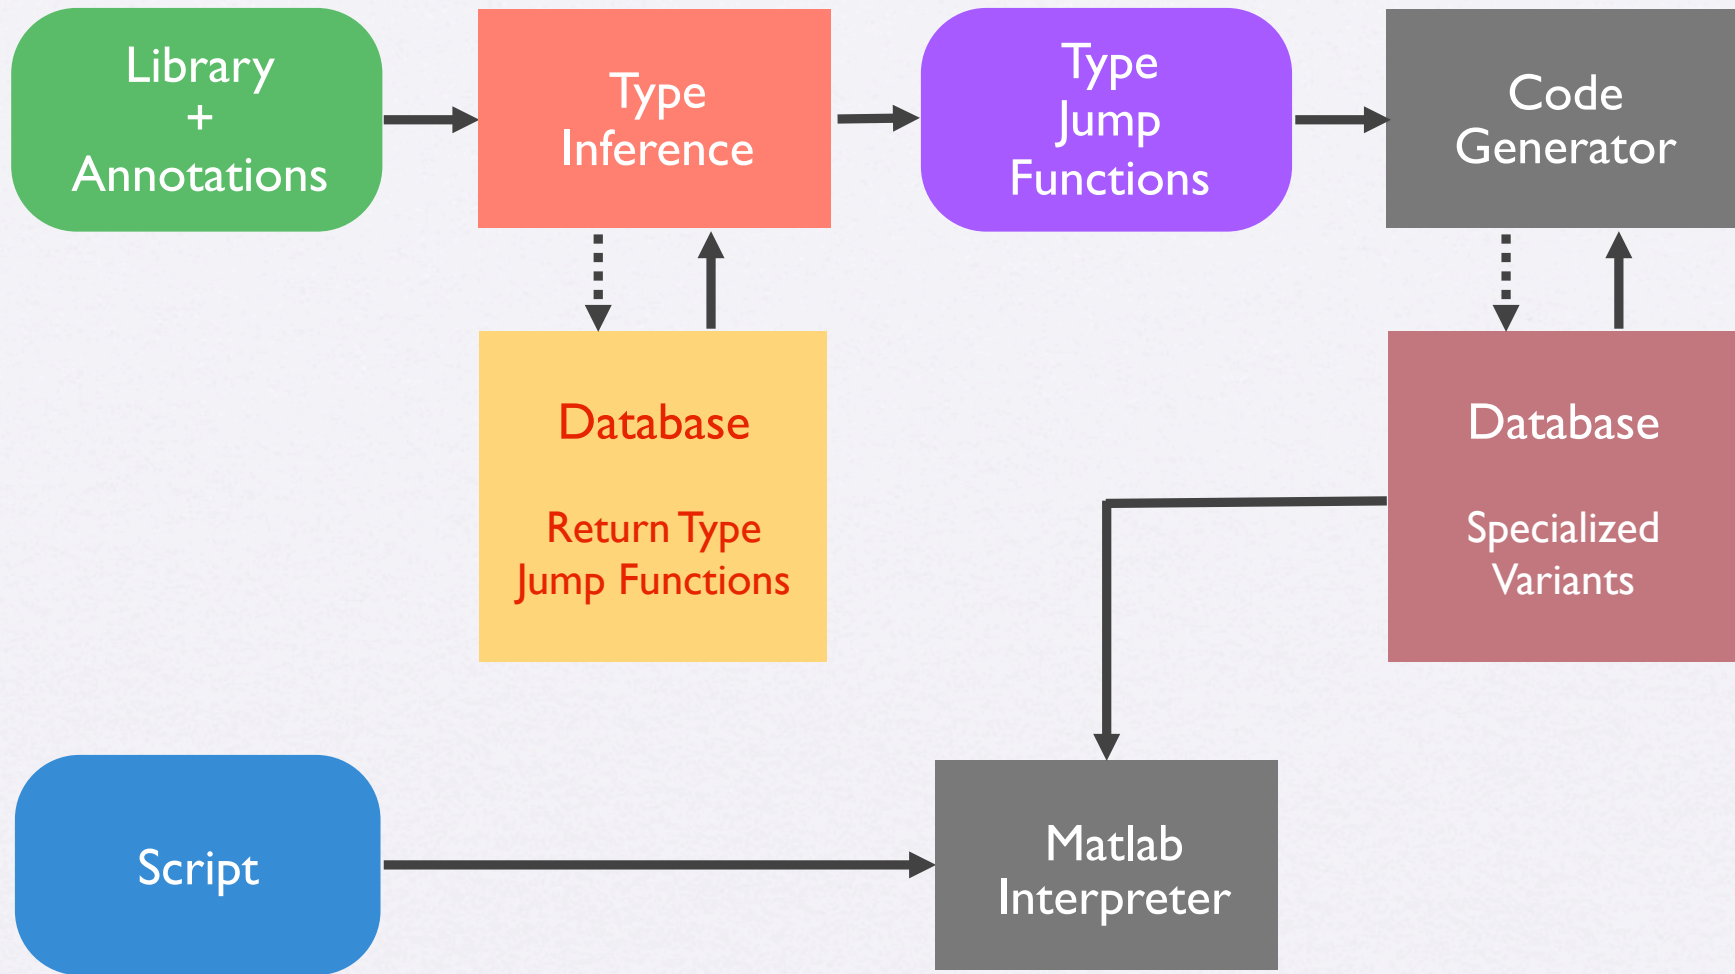 Library
+
Annotations
Type
Inference
Type
Jump
Functions
Code
Generator
Database
Return Type
Jump Functions
Database
Specialized
Variants
Script
Matlab
Interpreter